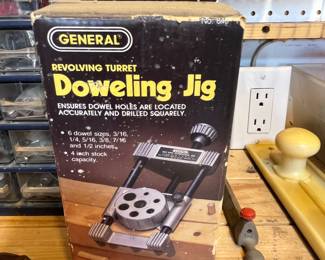 GENERAL®
No. 840
REVOLVING TURRET
Doweling Jig
ENSURES DOWEL HOLES ARE LOCATED
ACCURATELY AND DRILLED SQUARELY.
• 6 dowel sizes, 3/16,
1/4, 5/16, 3/8, 7/16
and 1/2 inches.
• 4 inch stock
capacity.